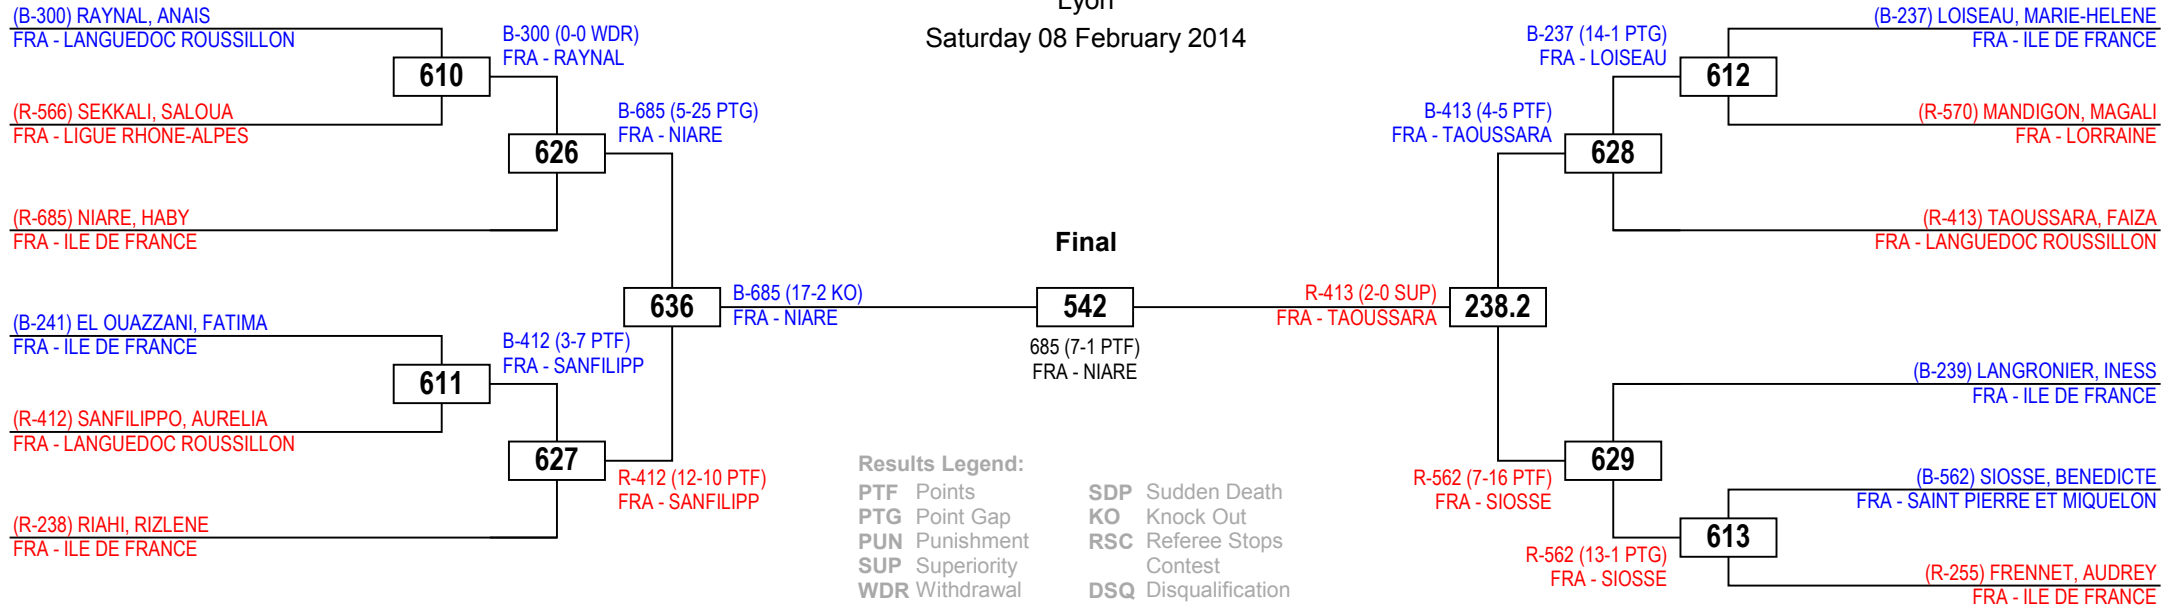 Lyon
Saturday 08 February 2014
(B-300) RAYNAL, ANAIS
FRA - LANGUEDOC ROUSSILLON
610
(R-566) SEKKALI, SALOUA
FRA - LIGUE RHONE-ALPES
B-300 (0-0 WDR)
FRA - RAYNAL
626
(R-685) NIARE, HABY
FRA - ILE DE FRANCE
B-685 (5-25 PTG)
FRA - NIARE
636
(B-241) EL OUAZZANI, FATIMA
FRA - ILE DE FRANCE
611
(R-412) SANFILIPPO, AURELIA
FRA - LANGUEDOC ROUSSILLON
B-412 (3-7 PTF)
FRA - SANFILIPP
627
(R-238) RIAHI, RIZLENE
FRA - ILE DE FRANCE
R-412 (12-10 PTF)
FRA - SANFILIPP
B-685 (17-2 KO)
FRA - NIARE
Final
542
685 (7-1 PTF)
FRA - NIARE
R-413 (2-0 SUP)
FRA - TAOUSSARA
238.2
B-413 (4-5 PTF)
FRA - TAOUSSARA
628
B-237 (14-1 PTG)
FRA - LOISEAU
612
(B-237) LOISEAU, MARIE-HELENE
FRA - ILE DE FRANCE
(R-570) MANDIGON, MAGALI
FRA - LORRAINE
(R-413) TAOUSSARA, FAIZA
FRA - LANGUEDOC ROUSSILLON
(B-239) LANGRONIER, INESS
FRA - ILE DE FRANCE
629
R-562 (7-16 PTF)
FRA - SIOSSE
(B-562) SIOSSE, BENEDICTE
FRA - SAINT PIERRE ET MIQUELON
613
R-562 (13-1 PTG)
FRA - SIOSSE
(R-255) FRENNET, AUDREY
FRA - ILE DE FRANCE
Results Legend:
PTF Points
PTG Point Gap
PUN Punishment
SUP Superiority
WDR Withdrawal
SDP Sudden Death
KO Knock Out
RSC Referee Stops
Contest
DSQ Disqualification